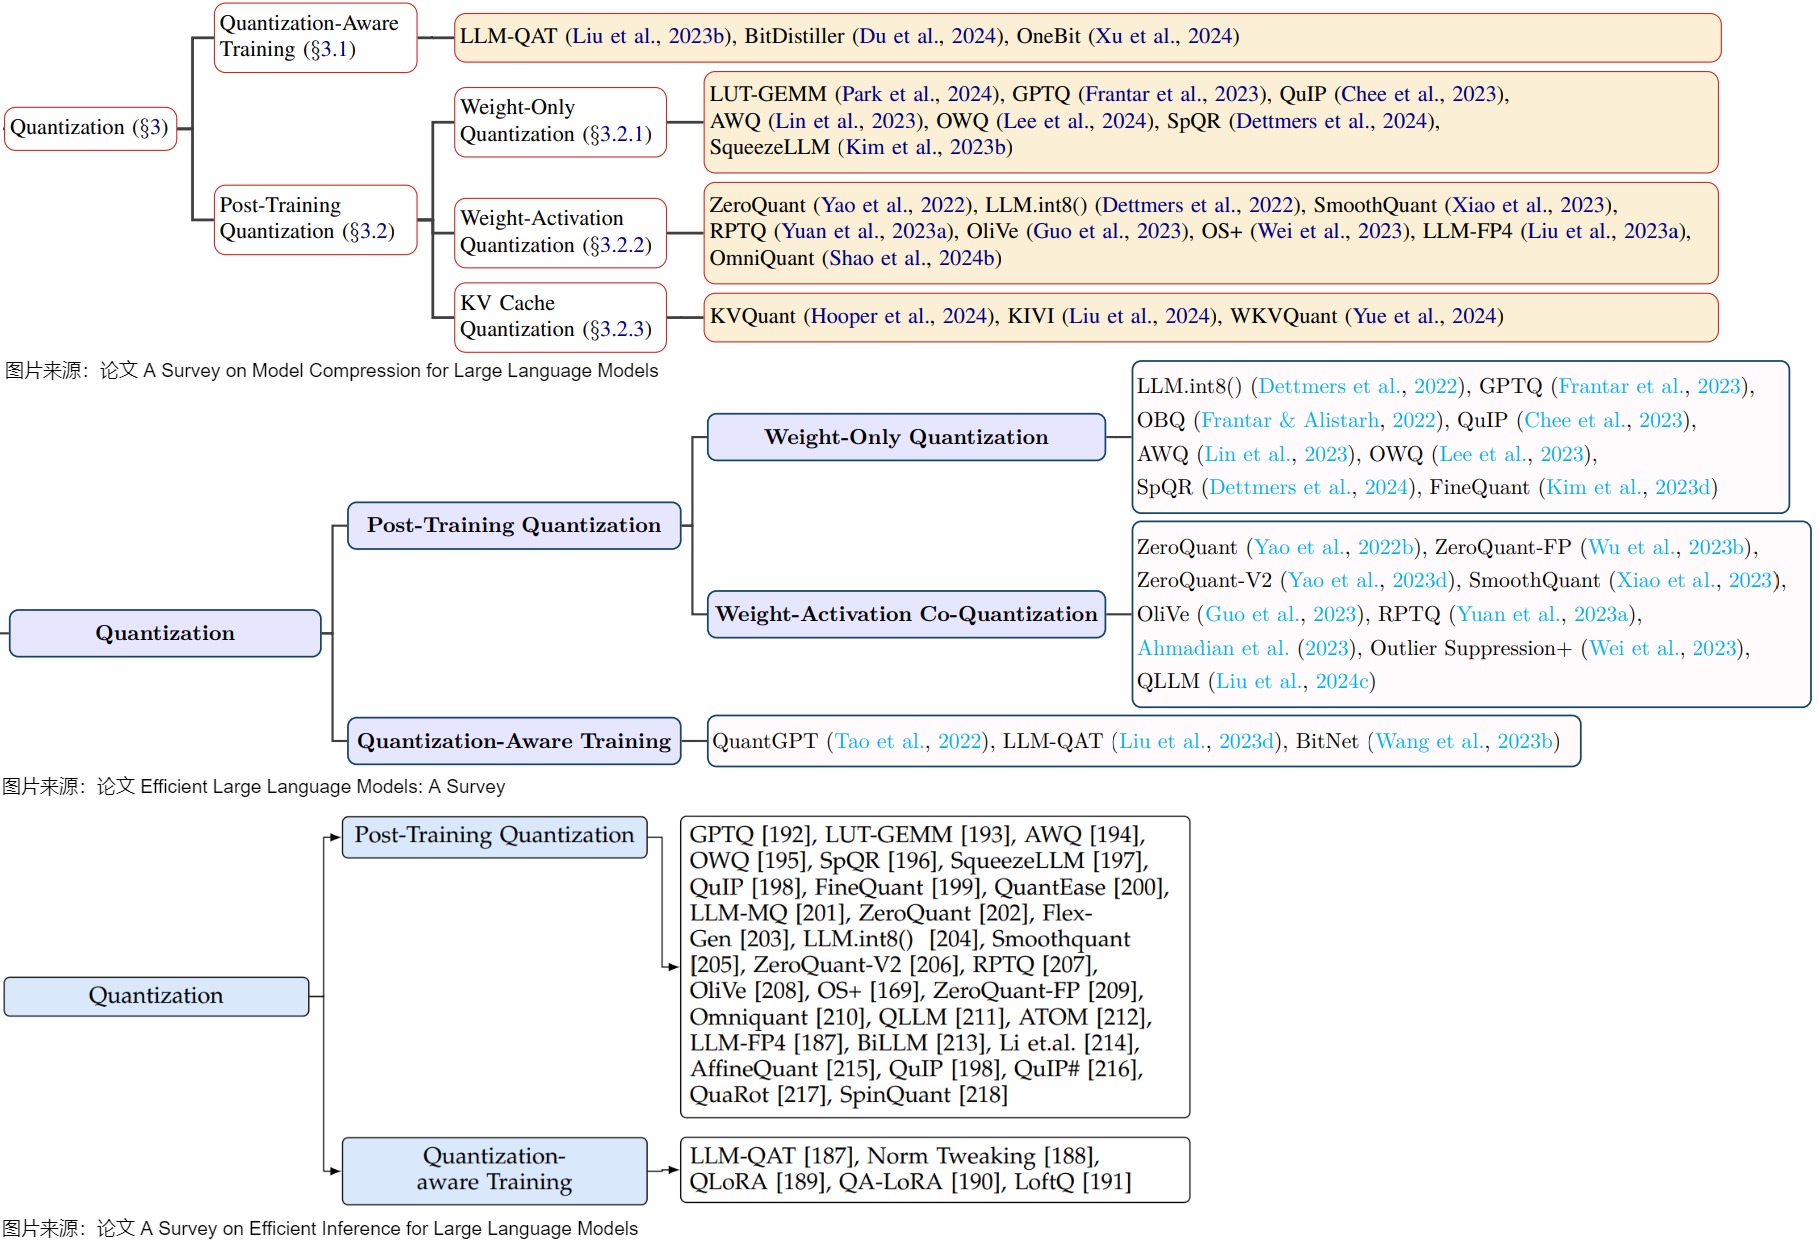 Quantization-Aware
Training (§3.1)
LLM-QAT (Liu et al., 2023b), BitDistiller (Du et al., 2024), OneBit (Xu et al., 2024)
Quantization (§3)
Weight-Only
Quantization (§3.2.1)
LUT-GEMM (Park et al., 2024), GPTQ (Frantar et al., 2023), QuIP (Chee et al., 2023),
AWQ (Lin et al., 2023), OWQ (Lee et al., 2024), SpQR (Dettmers et al., 2024),
SqueezeLLM (Kim et al., 2023b)
Post-Training
Quantization (§3.2)
Weight-Activation
Quantization (§3.2.2)
ZeroQuant (Yao et al., 2022), LLM.int8() (Dettmers et al., 2022), SmoothQuant (Xiao et al., 2023),
RPTQ (Yuan et al., 2023a), OliVe (Guo et al., 2023), OS+ (Wei et al., 2023), LLM-FP4 (Liu et al., 2023a),
OmniQuant (Shao et al., 2024b)
KV Cache
Quantization (§3.2.3)
KVQuant (Hooper et al., 2024), KIVI (Liu et al., 2024), WKVQuant (Yue et al., 2024)
图片来源：论文 A Survey on Model Compression for Large Language Models
Weight-Only Quantization
LLM.int8() (Dettmers et al., 2022), GPTQ (Frantar et al., 2023),
OBQ (Frantar & Alistarh, 2022), QuIP (Chee et al., 2023),
AWQ (Lin et al., 2023), OWQ (Lee et al., 2023),
SpQR (Dettmers et al., 2024), FineQuant (Kim et al., 2023d)
Post-Training Quantization
Weight-Activation Co-Quantization
ZeroQuant (Yao et al., 2022b), ZeroQuant-FP (Wu et al., 2023b),
ZeroQuant-V2 (Yao et al., 2023d), SmoothQuant (Xiao et al., 2023),
OliVe (Guo et al., 2023), RPTQ (Yuan et al., 2023a),
Ahmadian et al. (2023), Outlier Suppression+ (Wei et al., 2023),
QLLM (Liu et al., 2024c)
Quantization
Quantization-Aware Training
QuantGPT (Tao et al., 2022), LLM-QAT (Liu et al., 2023d), BitNet (Wang et al., 2023b)
图片来源：论文 Efficient Large Language Models: A Survey
Post-Training Quantization
GPTQ [192], LUT-GEMM [193], AWQ [194],
OWQ [195], SpQR [196], SqueezeLLM [197],
QuIP [198], FineQuant [199], QuantEase [200],
LLM-MQ [201], ZeroQuant [202], Flex-
Gen [203], LLM.int8() [204], Smoothquant
[205], ZeroQuant-V2 [206], RPTQ [207],
OliVe [208], OS+ [169], ZeroQuant-FP [209],
Omniquant [210], QLLM [211], ATOM [212],
LLM-FP4 [187], BiLLM [213], Li et.al. [214],
AffineQuant [215], QuIP [198], QuIP# [216],
QuaRot [217], SpinQuant [218]
Quantization
Quantization-
aware Training
LLM-QAT [187], Norm Tweaking [188],
QLoRA [189], QA-LoRA [190], LoftQ [191]
图片来源：论文 A Survey on Efficient Inference for Large Language Models